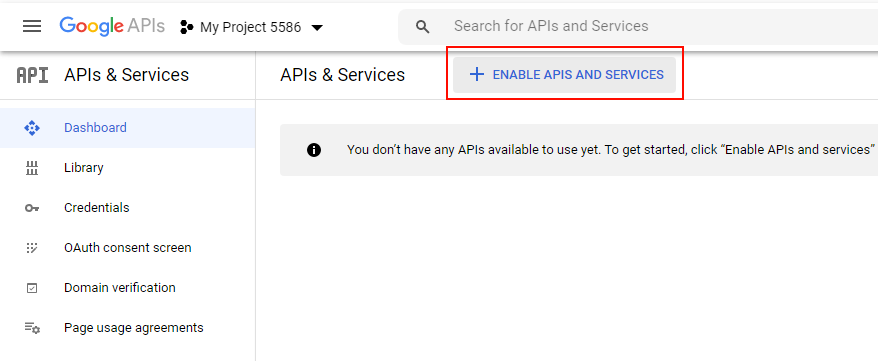 Google APIs My Project 5586 Search for APIs and Services
API APIs & Services APIs & Services + ENABLE APIS AND SERVICES
Dashboard
You don't have any APIs available to use yet. To get started, click “Enable APIs and services”
Library
Credentials
OAuth consent screen
Domain verification
Page usage agreements